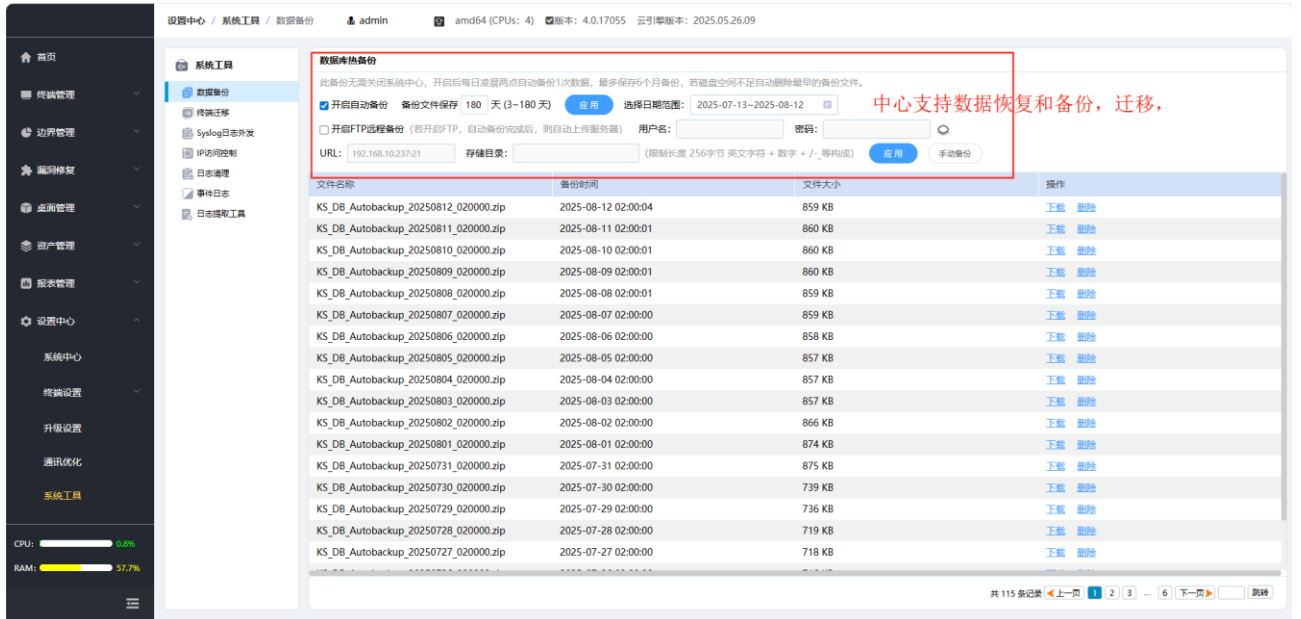 设置中心 / 系统工具 / 数据备份 admin amd64 (CPUs: 4) 版本: 4.0.17055 云引擎版本: 2025.05.26.09
首页
终端管理
边界管理
漏洞修复
桌面管理
资产管理
报表管理
设置中心
系统中心
终端设置
升级设置
通讯优化
系统工具
CPU: 0.8%
RAM: 57.7%
系统工具
数据备份
终端迁移
Syslog日志外发
IP访问控制
日志清理
事件日志
日志提取工具
数据库热备份
此备份无需关闭系统中心，开启后每日凌晨两点自动备份1次数据，最多保存6个月备份，若磁盘空间不足自动删除最早的备份文件。
开启自动备份 备份文件保存 180 天 (3~180 天) 应用 选择日期范围: 2025-07-13~2025-08-12
中心支持数据恢复和备份，迁移，
开启FTP远程备份 (若开启FTP，自动备份完成后，则自动上传服务器) 用户名: 密码:
URL: 192.168.10.237:21 存储目录: (限制长度 256字节 英文字符 + 数字 + /-_等构成) 应用 手动备份
文件名称 备份时间 文件大小 操作
KS_DB_Autobackup_20250812_020000.zip 2025-08-12 02:00:04 859 KB 下载 删除
KS_DB_Autobackup_20250811_020000.zip 2025-08-11 02:00:01 860 KB 下载 删除
KS_DB_Autobackup_20250810_020000.zip 2025-08-10 02:00:01 860 KB 下载 删除
KS_DB_Autobackup_20250809_020000.zip 2025-08-09 02:00:01 860 KB 下载 删除
KS_DB_Autobackup_20250808_020000.zip 2025-08-08 02:00:01 859 KB 下载 删除
KS_DB_Autobackup_20250807_020000.zip 2025-08-07 02:00:00 859 KB 下载 删除
KS_DB_Autobackup_20250806_020000.zip 2025-08-06 02:00:00 858 KB 下载 删除
KS_DB_Autobackup_20250805_020000.zip 2025-08-05 02:00:00 857 KB 下载 删除
KS_DB_Autobackup_20250804_020000.zip 2025-08-04 02:00:00 857 KB 下载 删除
KS_DB_Autobackup_20250803_020000.zip 2025-08-03 02:00:00 857 KB 下载 删除
KS_DB_Autobackup_20250802_020000.zip 2025-08-02 02:00:00 866 KB 下载 删除
KS_DB_Autobackup_20250801_020000.zip 2025-08-01 02:00:00 874 KB 下载 删除
KS_DB_Autobackup_20250731_020000.zip 2025-07-31 02:00:00 875 KB 下载 删除
KS_DB_Autobackup_20250730_020000.zip 2025-07-30 02:00:00 739 KB 下载 删除
KS_DB_Autobackup_20250729_020000.zip 2025-07-29 02:00:00 736 KB 下载 删除
KS_DB_Autobackup_20250728_020000.zip 2025-07-28 02:00:00 719 KB 下载 删除
KS_DB_Autobackup_20250727_020000.zip 2025-07-27 02:00:00 718 KB 下载 删除
共 115 条记录 上一页 1 2 3 ... 6 下一页 跳转